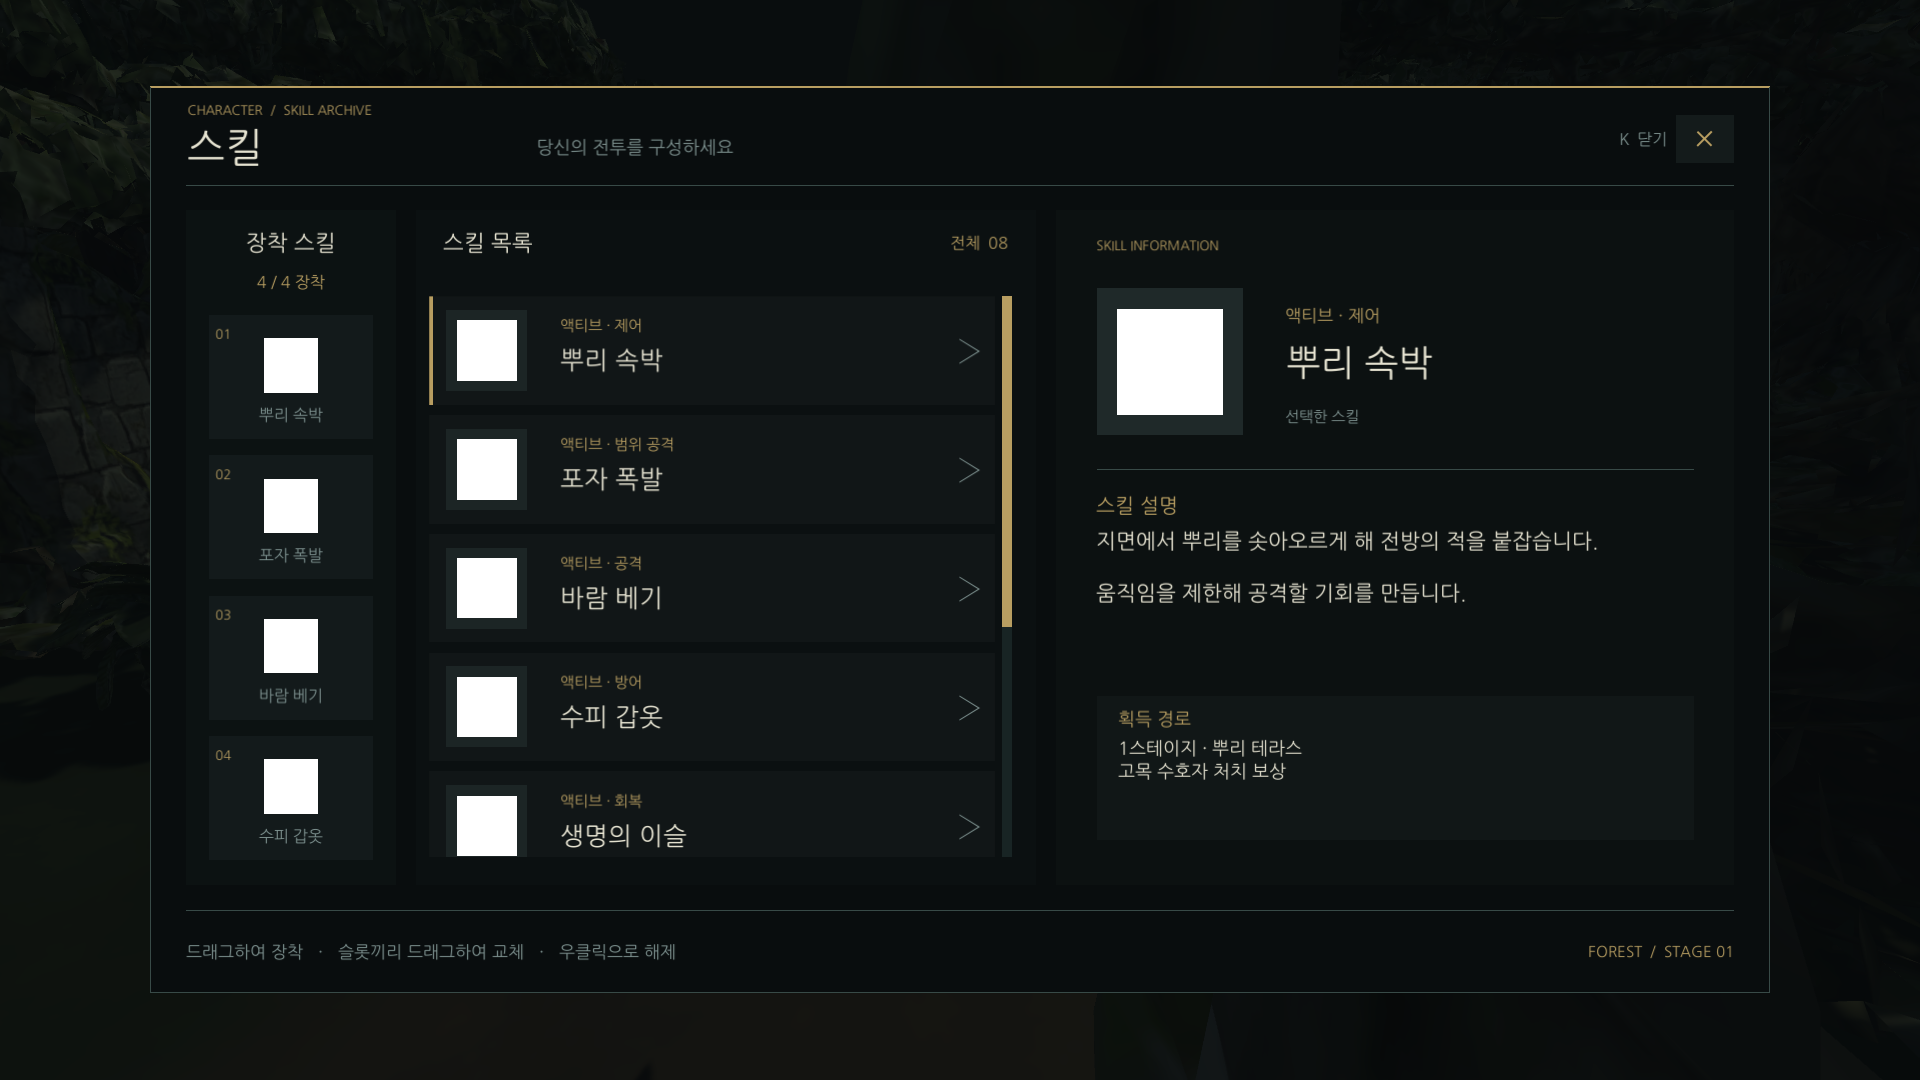 CHARACTER / SKILL ARCHIVE
스킬
당신의 전투를 구성하세요
K 닫기
장착 스킬
4 / 4 장착
01
뿌리 속박
02
포자 폭발
03
바람 베기
04
수피 갑옷
스킬 목록
전체 08
액티브 · 제어
뿌리 속박
액티브 · 범위 공격
포자 폭발
액티브 · 공격
바람 베기
액티브 · 방어
수피 갑옷
액티브 · 회복
생명의 이슬
SKILL INFORMATION
액티브 · 제어
뿌리 속박
선택한 스킬
스킬 설명
지면에서 뿌리를 솟아오르게 해 전방의 적을 붙잡습니다.
움직임을 제한해 공격할 기회를 만듭니다.
획득 경로
1스테이지 · 뿌리 테라스
고목 수호자 처치 보상
드래그하여 장착 · 슬롯끼리 드래그하여 교체 · 우클릭으로 해제
FOREST / STAGE 01